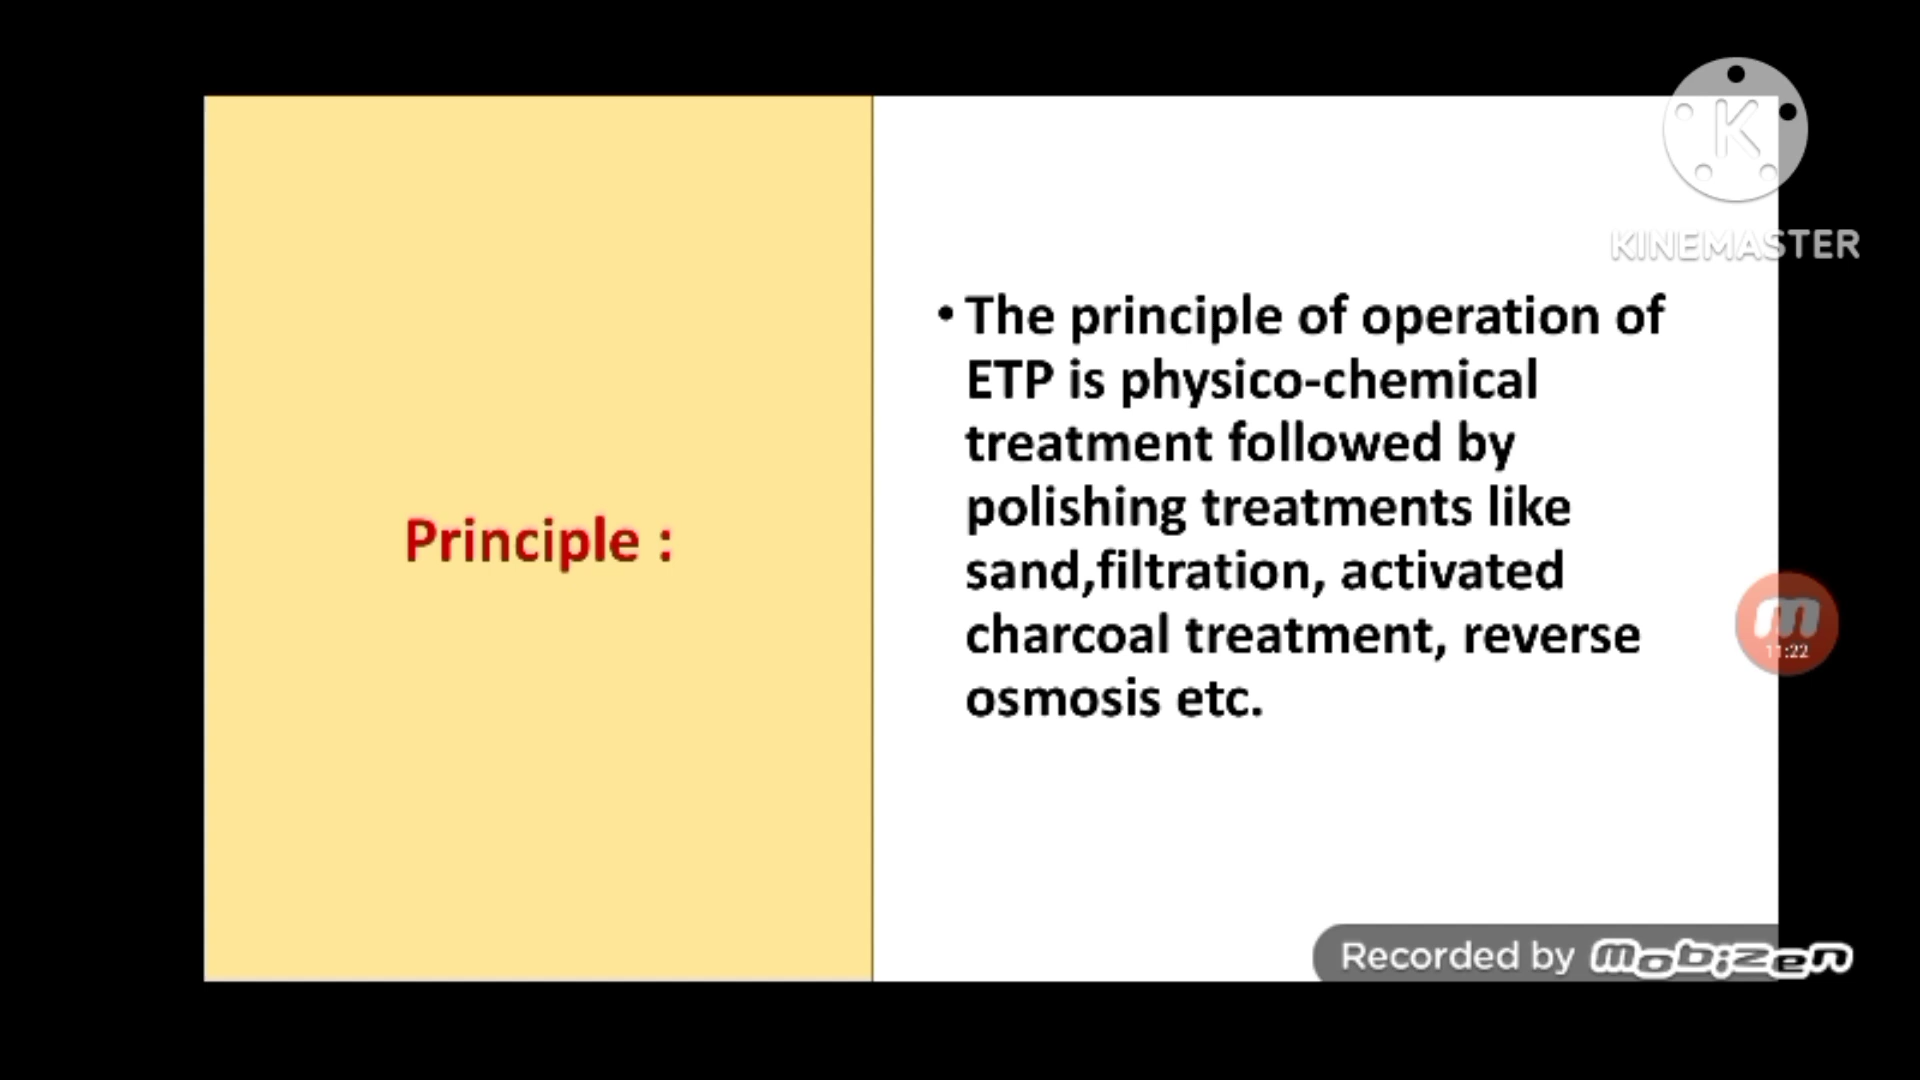 K
KINEMASTER
Principle :
• The principle of operation of
ETP is physico-chemical
treatment followed by
polishing treatments like
sand,filtration, activated
charcoal treatment, reverse
osmosis etc.
m
11:22
Recorded by mobizen